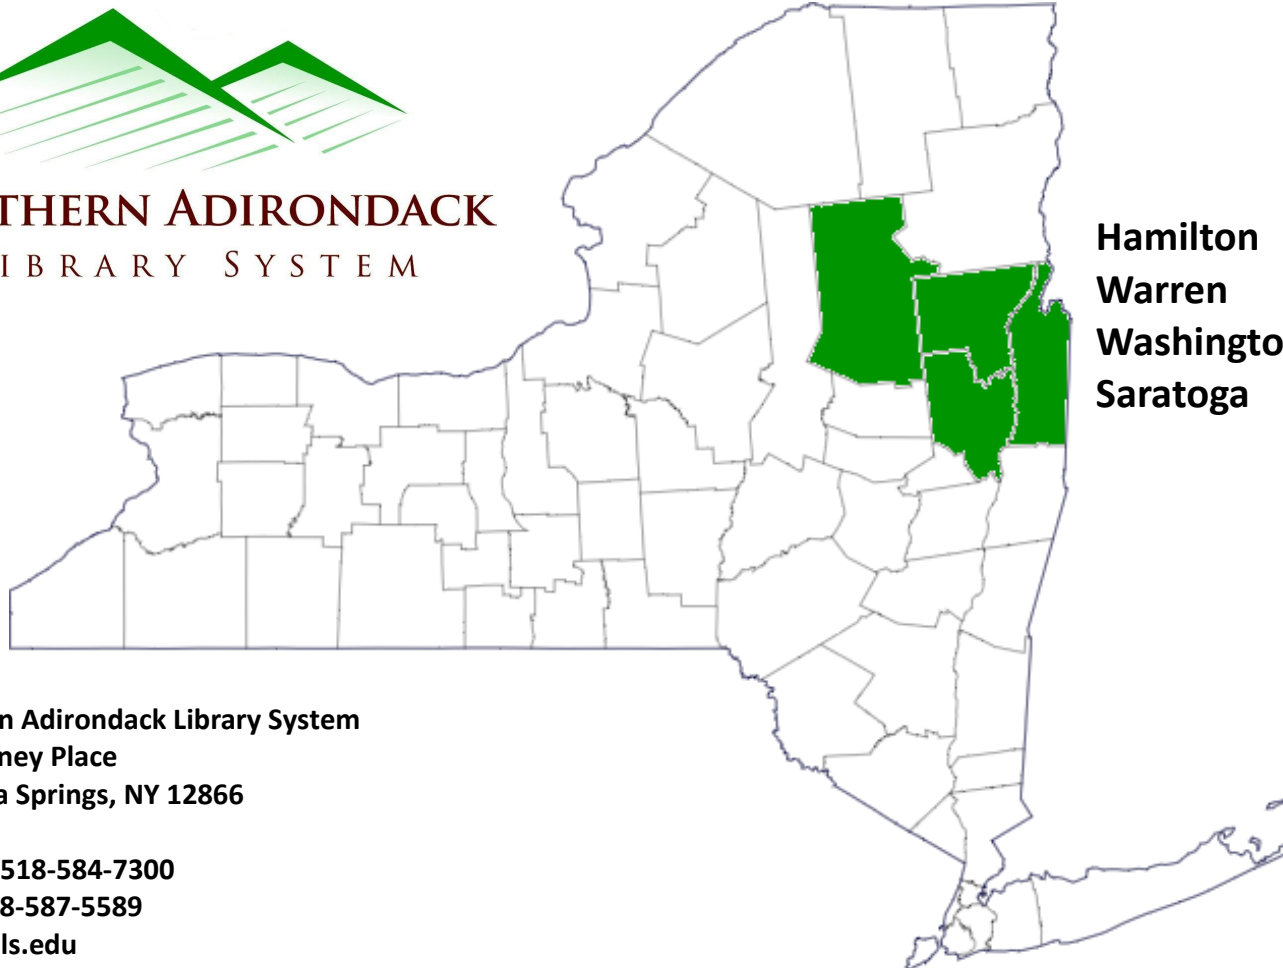 THERN ADIRONDACK
IBRARY SYSTEM
Hamilton
Warren
Washingto
Saratoga
n Adirondack Library System
ney Place
a Springs, NY 12866
518-584-7300
8-587-5589
ls.edu